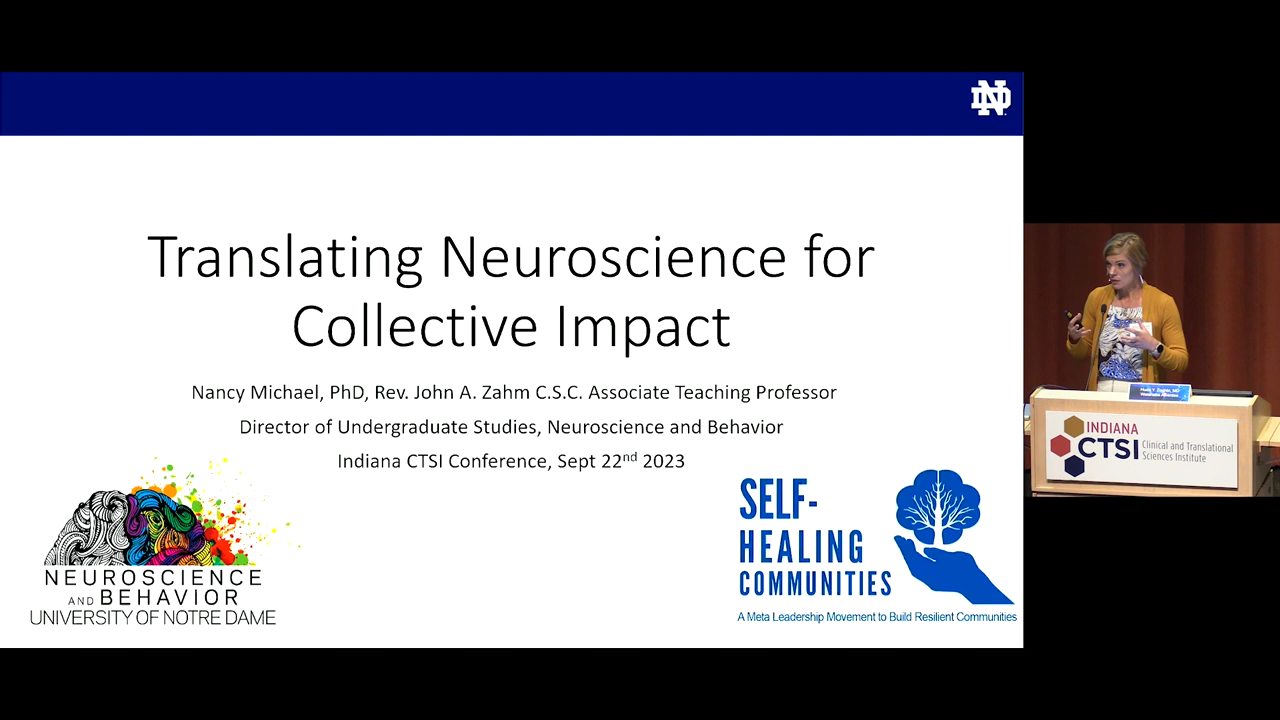 ND
Translating Neuroscience for
Collective Impact
Nancy Michael, PhD, Rev. John A. Zahm C.S.C. Associate Teaching Professor
Director of Undergraduate Studies, Neuroscience and Behavior
Indiana CTSI Conference, Sept 22nd 2023
NEUROSCIENCE
AND BEHAVIOR
UNIVERSITY OF NOTRE DAME
SELF-
HEALING
COMMUNITIES
A Meta Leadership Movement to Build Resilient Communities
INDIANA
CTSI
Clinical and Translational
Sciences Institute